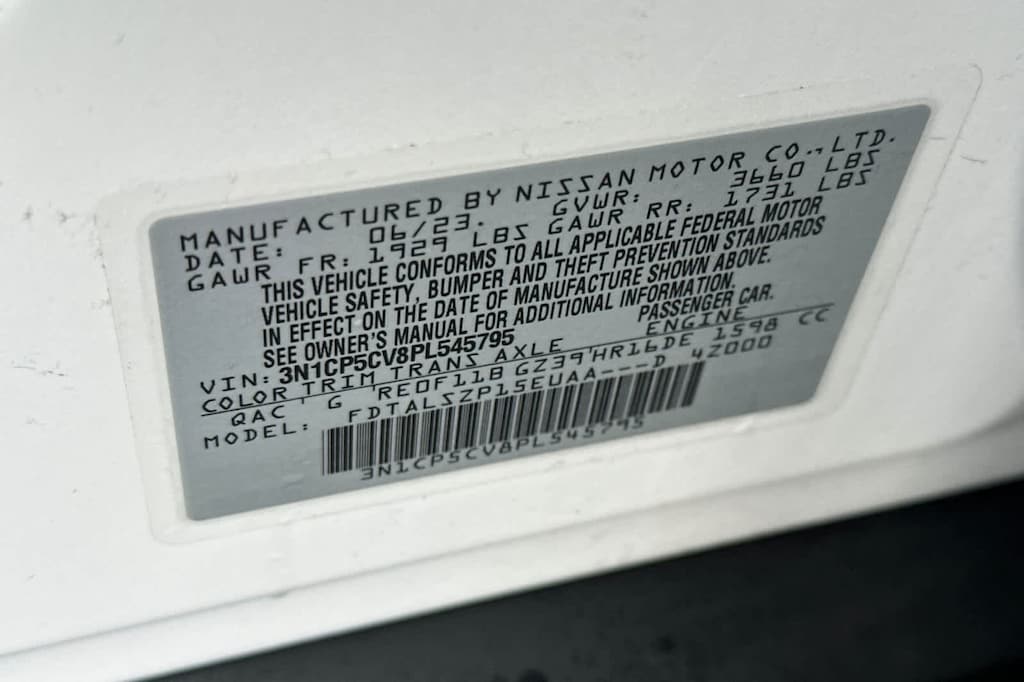 MANUFACTURED BY NISSAN MOTOR CO.,LTD.
DATE: 06/23. GVWR: 3660 LBS
GAWR FR: 1929 LBS GAWR RR: 1731 LBS
THIS VEHICLE CONFORMS TO ALL APPLICABLE FEDERAL MOTOR
VEHICLE SAFETY, BUMPER AND THEFT PREVENTION STANDARDS
IN EFFECT ON THE DATE OF MANUFACTURE SHOWN ABOVE.
SEE OWNER'S MANUAL FOR ADDITIONAL INFORMATION.
VIN: 3N1CP5CV8PL545795 PASSENGER CAR.
COLOR TRIM TRANS AXLE ENGINE
QAC G RE0F11B GZ39 HR16DE 1598 CC
MODEL: FDTALSZP15EUAA---D 4Z000
3N1CP5CV8PL545795